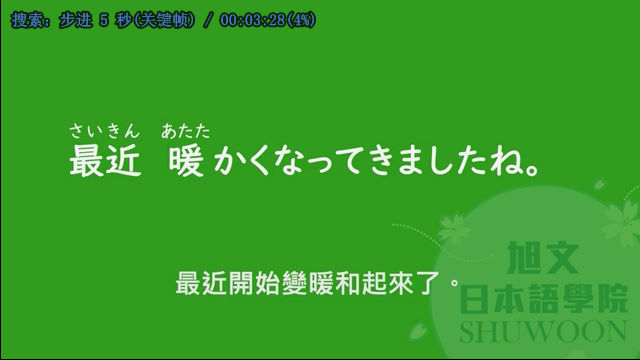 搜索: 步进 5 秒(关键帧) / 00:03:28(4%)
さいきん あたた
最近 暖かくなってきましたね。
最近開始變暖和起來了。
旭文
日本語學院
SHUWOON